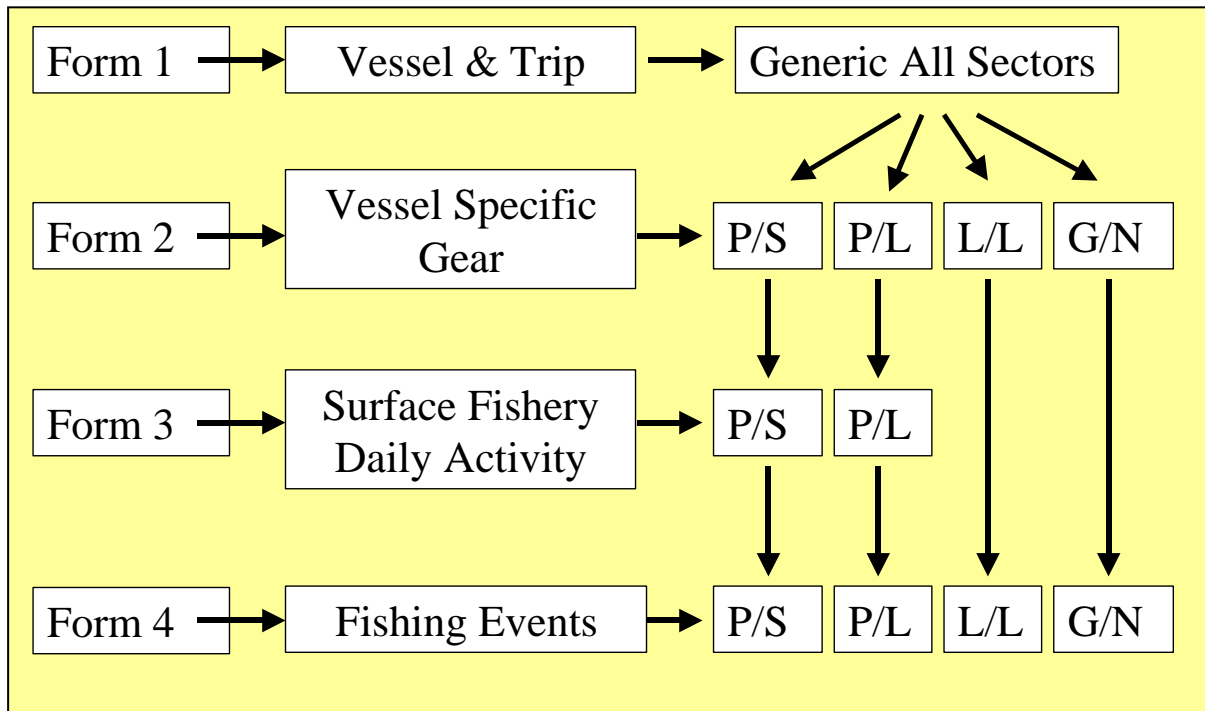 Form 1
Vessel & Trip
Generic All Sectors
Form 2
Vessel Specific
Gear
P/S
P/L
L/L
G/N
Form 3
Surface Fishery
Daily Activity
P/S
P/L
Form 4
Fishing Events
P/S
P/L
L/L
G/N